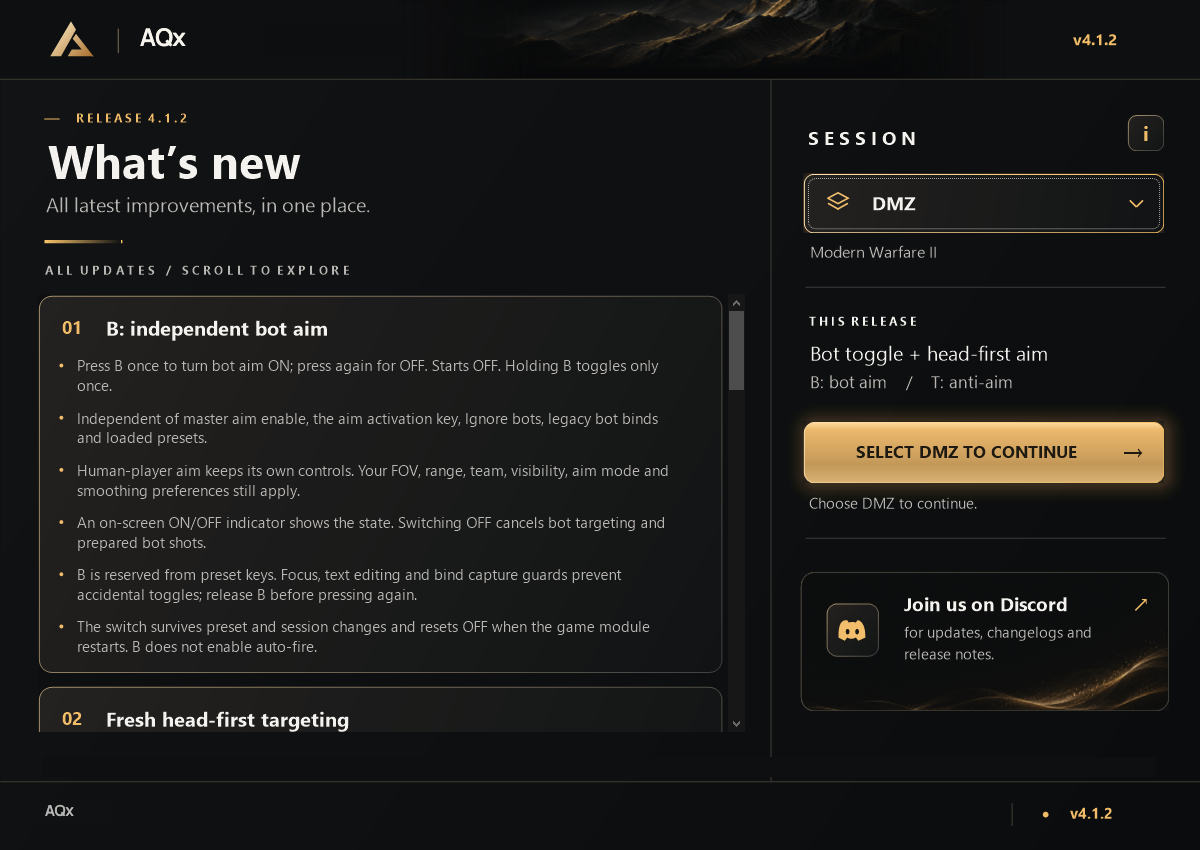 AQx
v4.1.2
RELEASE 4.1.2
What's new
All latest improvements, in one place.
ALL UPDATES / SCROLL TO EXPLORE
01 B: independent bot aim
• Press B once to turn bot aim ON; press again for OFF. Starts OFF. Holding B toggles only
once.
• Independent of master aim enable, the aim activation key, Ignore bots, legacy bot binds
and loaded presets.
• Human-player aim keeps its own controls. Your FOV, range, team, visibility, aim mode and
smoothing preferences still apply.
• An on-screen ON/OFF indicator shows the state. Switching OFF cancels bot targeting and
prepared bot shots.
• B is reserved from preset keys. Focus, text editing and bind capture guards prevent
accidental toggles; release B before pressing again.
• The switch survives preset and session changes and resets OFF when the game module
restarts. B does not enable auto-fire.
02 Fresh head-first targeting
SESSION
i
DMZ
Modern Warfare II
THIS RELEASE
Bot toggle + head-first aim
B: bot aim / T: anti-aim
SELECT DMZ TO CONTINUE →
Choose DMZ to continue.
Join us on Discord
for updates, changelogs and
release notes.
AQx
• v4.1.2